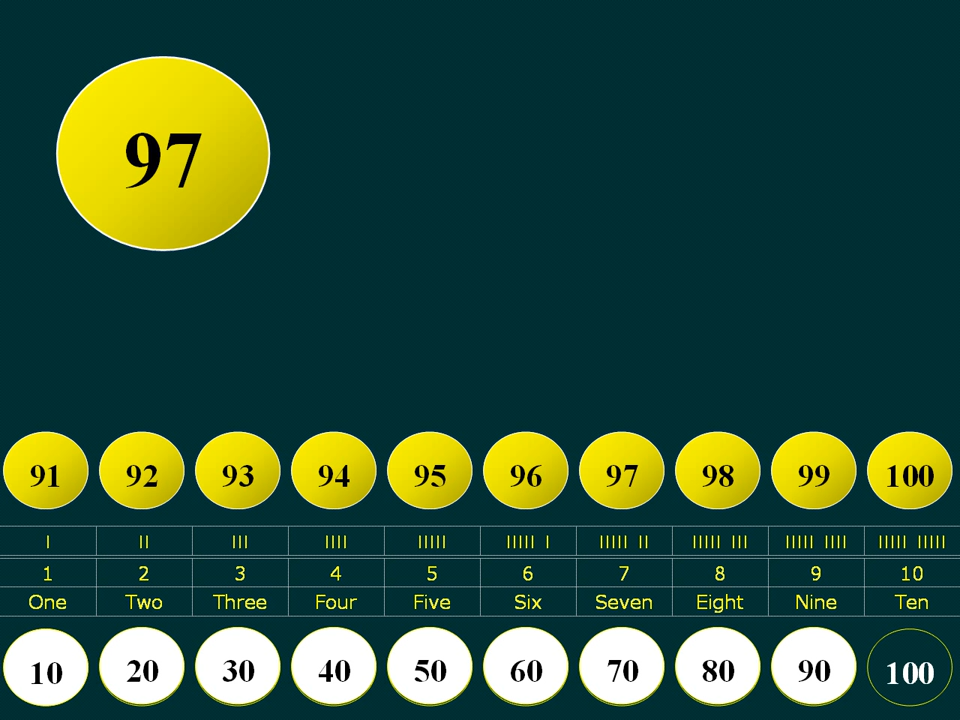 97
91 92 93 94 95 96 97 98 99 100
I II III IIII IIIII IIIII I IIIII II IIIII III IIIII IIII IIIII IIIII
1 2 3 4 5 6 7 8 9 10
One Two Three Four Five Six Seven Eight Nine Ten
10 20 30 40 50 60 70 80 90 100